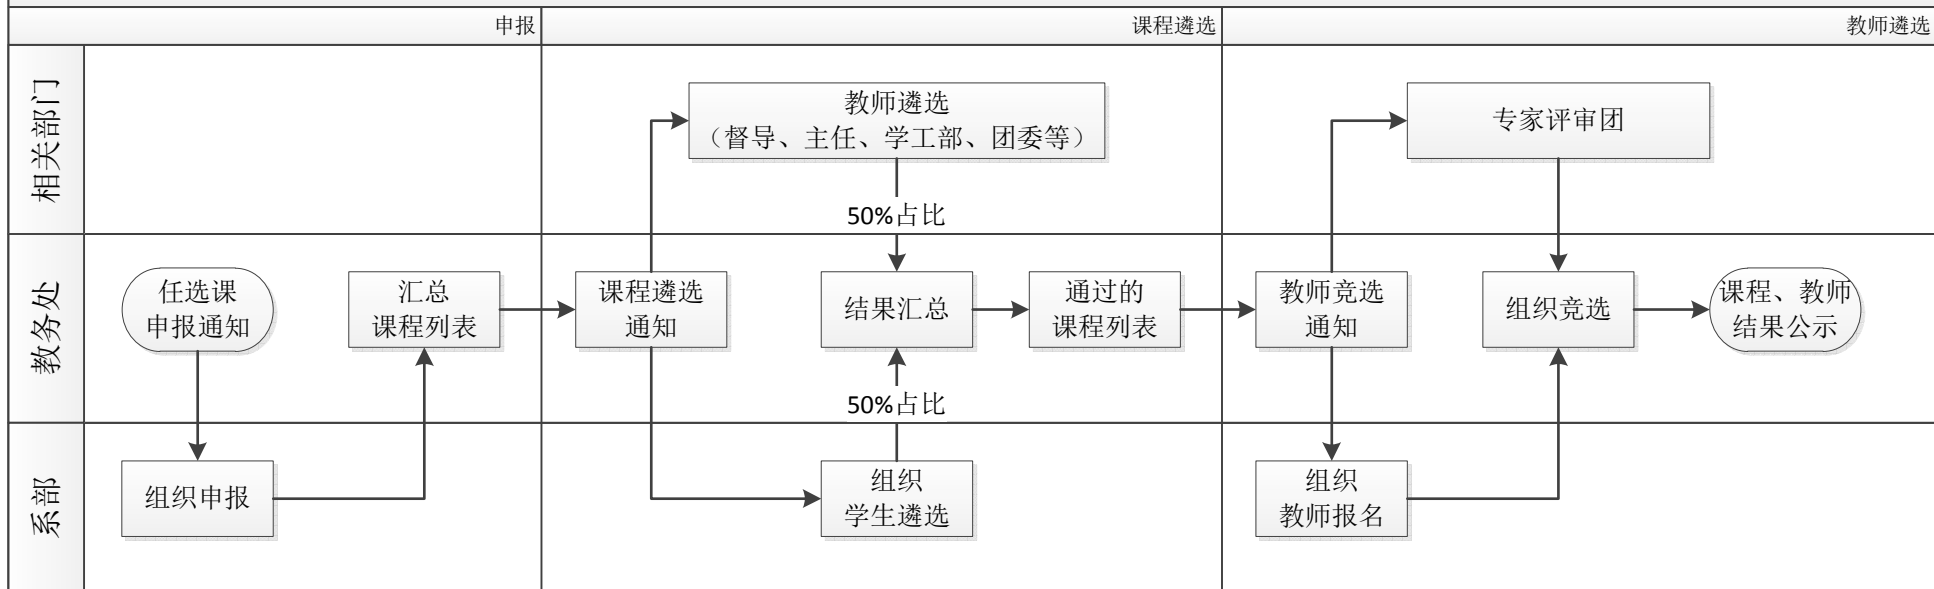 申报
课程遴选
教师遴选
相关部门
教师遴选
（督导、主任、学工部、团委等）
专家评审团
50%占比
教务处
任选课
申报通知
汇总
课程列表
课程遴选
通知
结果汇总
通过的
课程列表
教师竞选
通知
组织竞选
课程、教师
结果公示
50%占比
系部
组织申报
组织
学生遴选
组织
教师报名